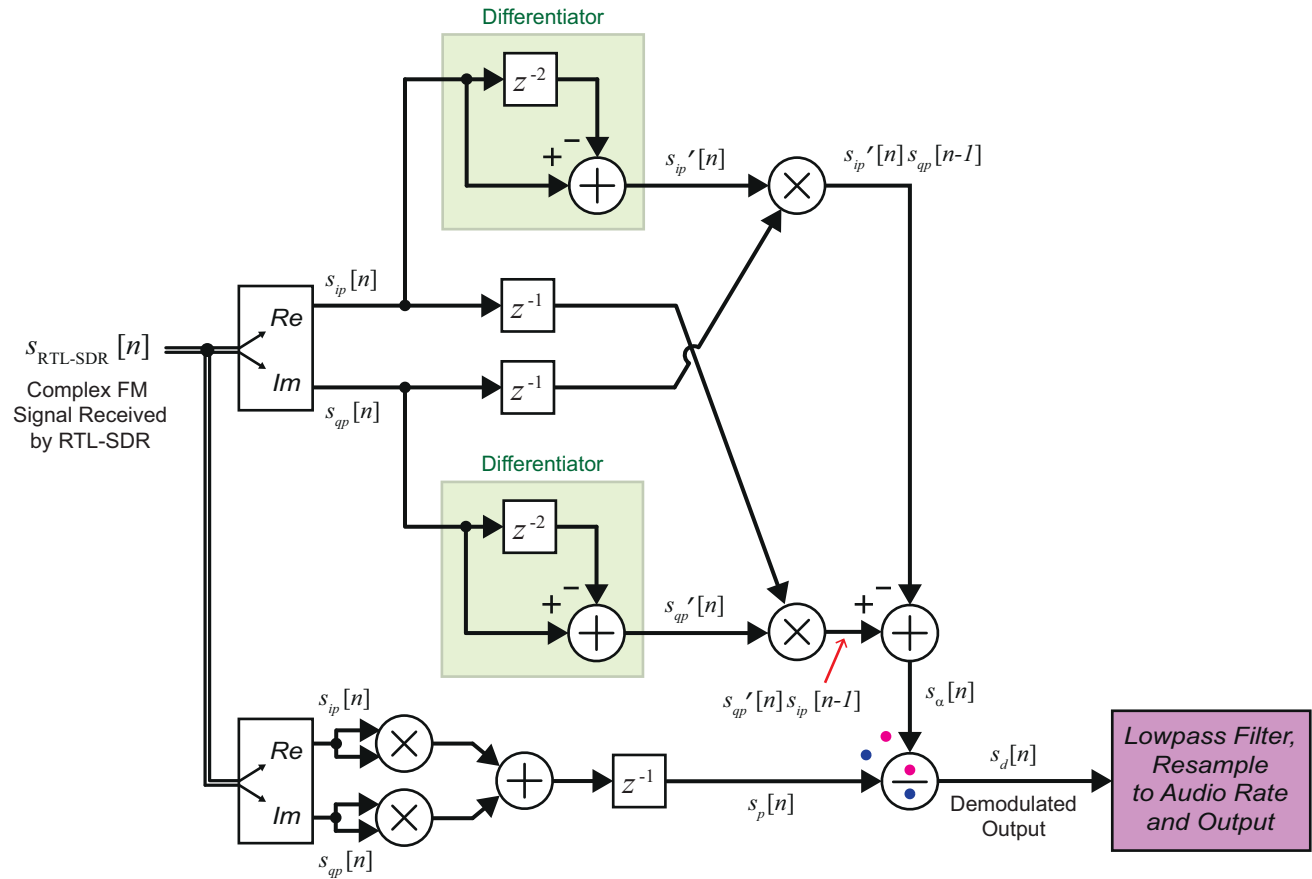 Differentiator
z⁻²
−
+
s_ip′[n]
s_ip′[n] s_qp[n-1]
s_ip[n]
z⁻¹
Re
s_RTL-SDR [n]
Im
z⁻¹
Complex FM
Signal Received
by RTL-SDR
s_qp[n]
Differentiator
z⁻²
−
+
s_qp′[n]
+
−
s_qp′[n] s_ip [n-1]
s_α[n]
s_ip[n]
Re
Im
s_qp[n]
z⁻¹
s_p[n]
s_d[n]
Demodulated
Output
Lowpass Filter,
Resample
to Audio Rate
and Output